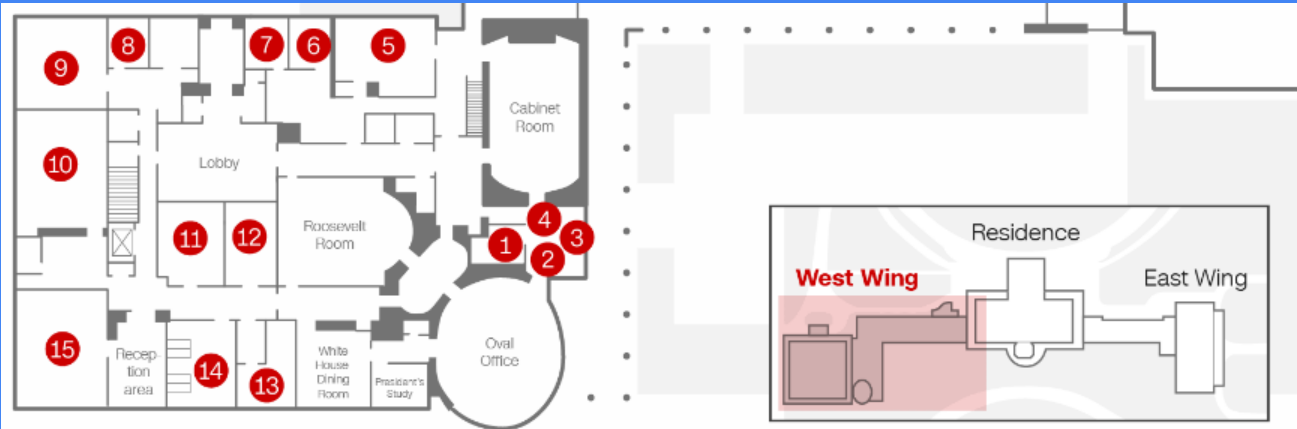 8
7
6
5
9
Cabinet
Room
10
Lobby
11
12
Roosevelt
Room
4
1
3
2
15
Recep-
tion
area
14
13
White
House
Dining
Room
President's
Study
Oval
Office
Residence
West Wing
East Wing